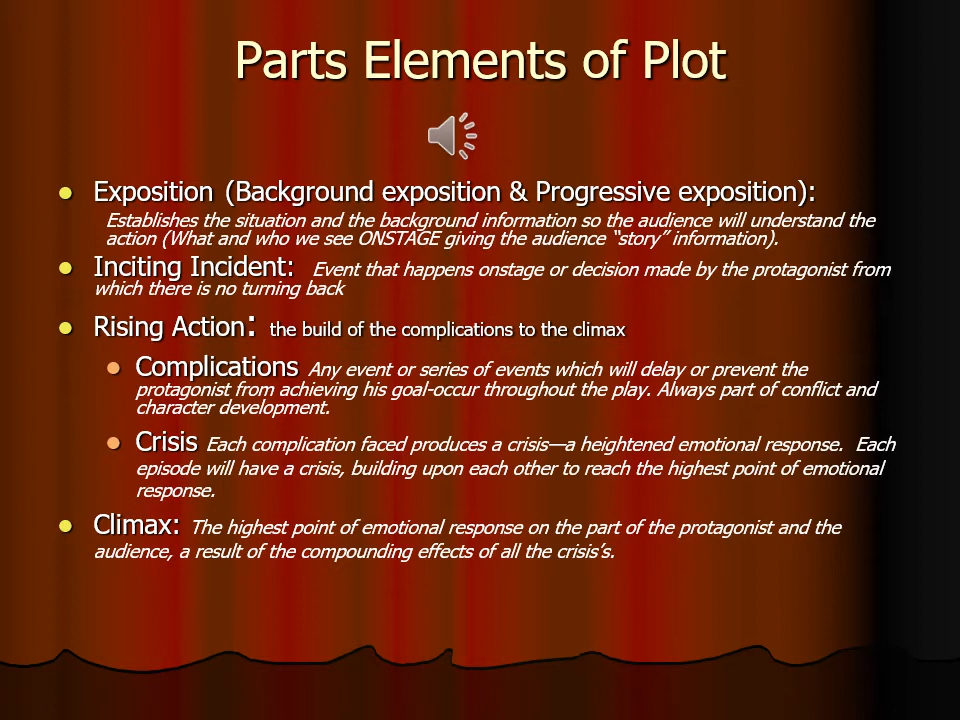 Parts Elements of Plot
Exposition (Background exposition & Progressive exposition):
Establishes the situation and the background information so the audience will understand the
action (What and who we see ONSTAGE giving the audience “story” information).
Inciting Incident: Event that happens onstage or decision made by the protagonist from
which there is no turning back
Rising Action: the build of the complications to the climax
Complications Any event or series of events which will delay or prevent the
protagonist from achieving his goal-occur throughout the play. Always part of conflict and
character development.
Crisis Each complication faced produces a crisis—a heightened emotional response. Each
episode will have a crisis, building upon each other to reach the highest point of emotional
response.
Climax: The highest point of emotional response on the part of the protagonist and the
audience, a result of the compounding effects of all the crisis’s.